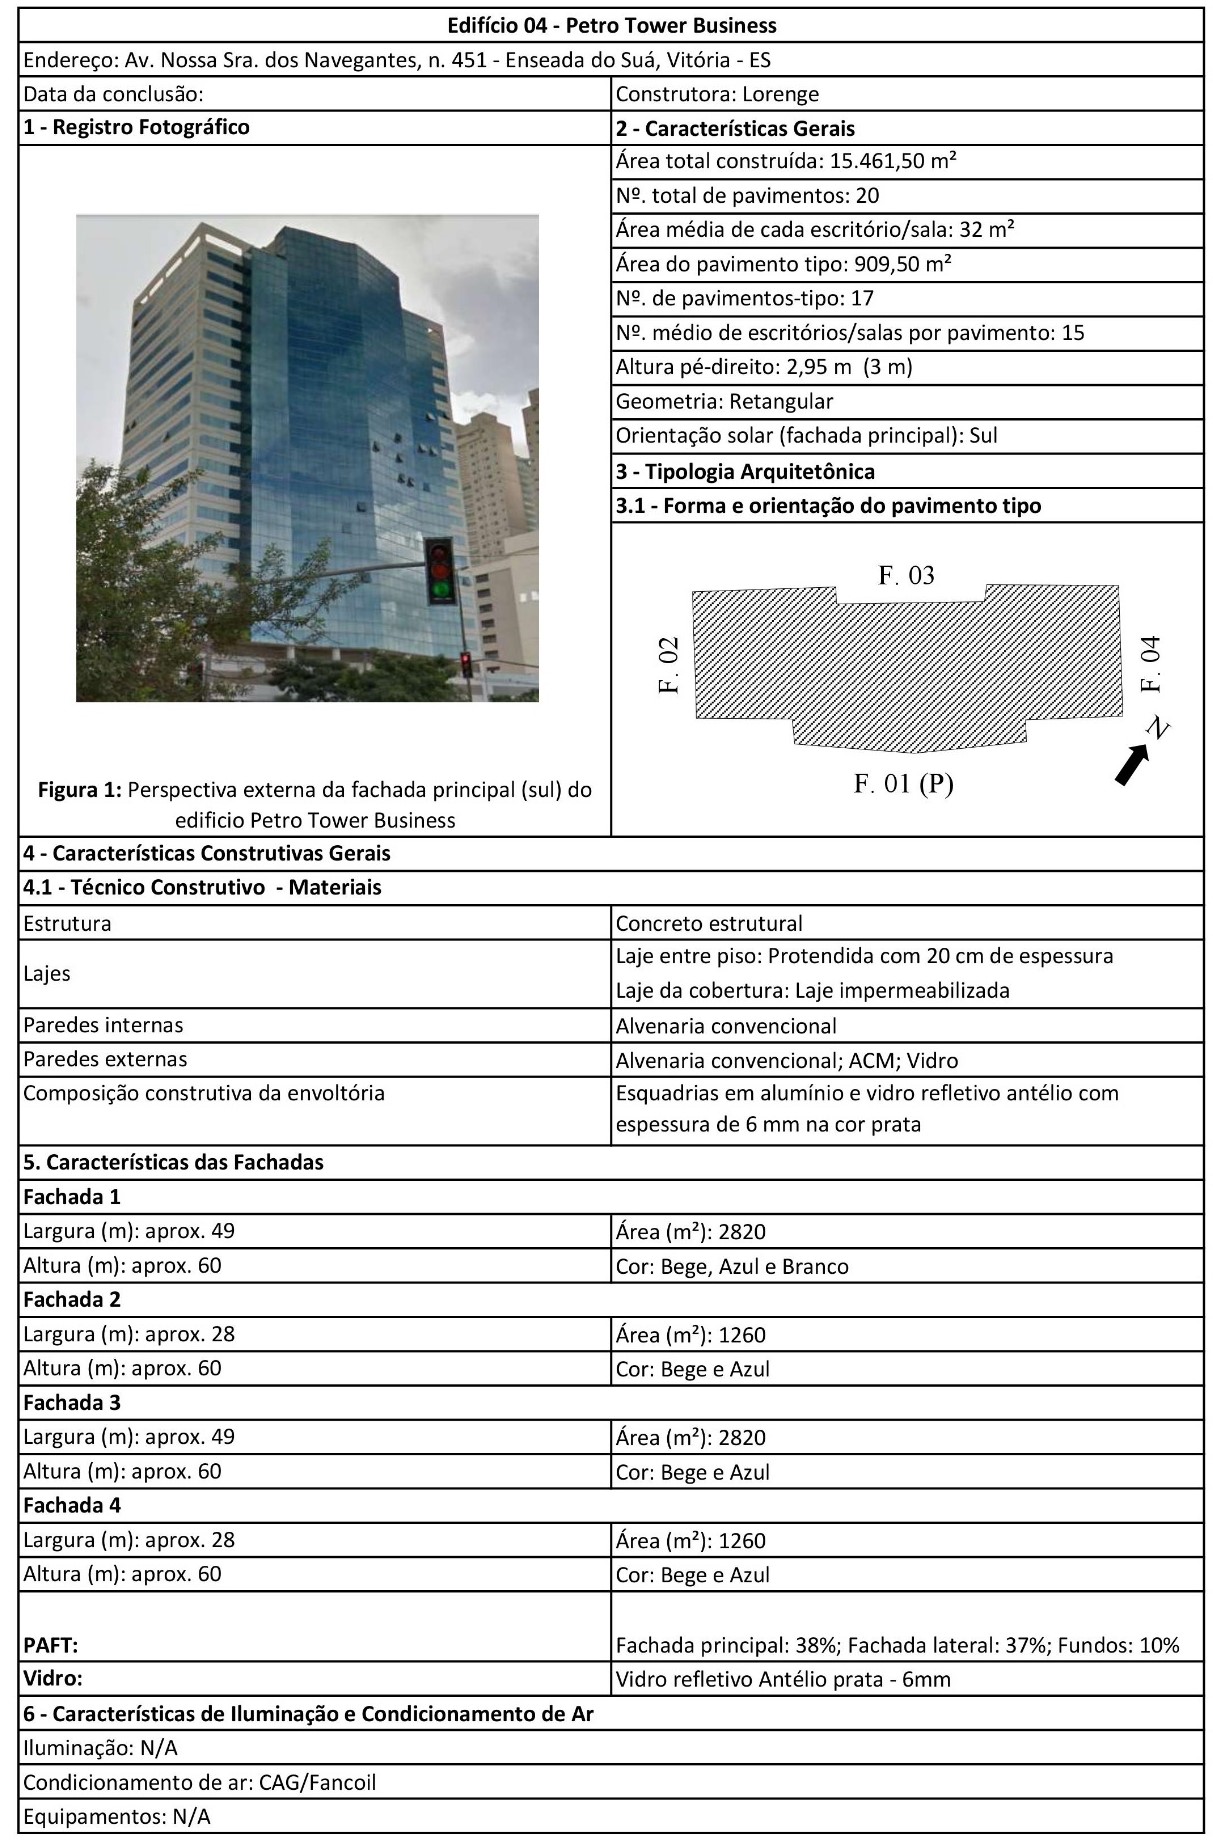 Edifício 04 - Petro Tower Business
Endereço: Av. Nossa Sra. dos Navegantes, n. 451 - Enseada do Suá, Vitória - ES
Data da conclusão:
Construtora: Lorenge
1 - Registro Fotográfico
2 - Características Gerais
Área total construída: 15.461,50 m²
Nº. total de pavimentos: 20
Área média de cada escritório/sala: 32 m²
Área do pavimento tipo: 909,50 m²
Nº. de pavimentos-tipo: 17
Nº. médio de escritórios/salas por pavimento: 15
Altura pé-direito: 2,95 m (3 m)
Geometria: Retangular
Orientação solar (fachada principal): Sul
3 - Tipologia Arquitetônica
3.1 - Forma e orientação do pavimento tipo
F. 03
F. 02
F. 04
N
F. 01 (P)
Figura 1: Perspectiva externa da fachada principal (sul) do
edificio Petro Tower Business
4 - Características Construtivas Gerais
4.1 - Técnico Construtivo - Materiais
Estrutura
Concreto estrutural
Lajes
Laje entre piso: Protendida com 20 cm de espessura
Laje da cobertura: Laje impermeabilizada
Paredes internas
Alvenaria convencional
Paredes externas
Alvenaria convencional; ACM; Vidro
Composição construtiva da envoltória
Esquadrias em alumínio e vidro refletivo antélio com
espessura de 6 mm na cor prata
5. Características das Fachadas
Fachada 1
Largura (m): aprox. 49
Área (m²): 2820
Altura (m): aprox. 60
Cor: Bege, Azul e Branco
Fachada 2
Largura (m): aprox. 28
Área (m²): 1260
Altura (m): aprox. 60
Cor: Bege e Azul
Fachada 3
Largura (m): aprox. 49
Área (m²): 2820
Altura (m): aprox. 60
Cor: Bege e Azul
Fachada 4
Largura (m): aprox. 28
Área (m²): 1260
Altura (m): aprox. 60
Cor: Bege e Azul
PAFT:
Fachada principal: 38%; Fachada lateral: 37%; Fundos: 10%
Vidro:
Vidro refletivo Antélio prata - 6mm
6 - Características de Iluminação e Condicionamento de Ar
Iluminação: N/A
Condicionamento de ar: CAG/Fancoil
Equipamentos: N/A